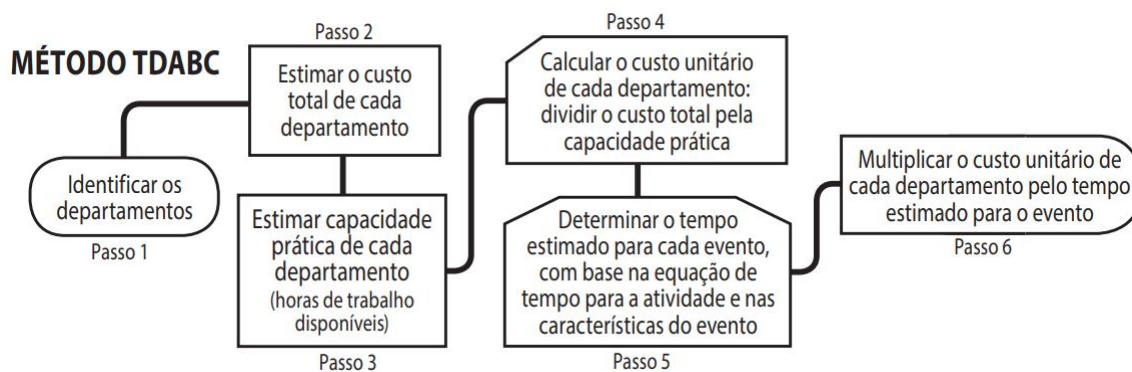 MÉTODO TDABC
Passo 1
Identificar os
departamentos
Passo 2
Estimar o custo
total de cada
departamento
Estimar capacidade
prática de cada
departamento
(horas de trabalho
disponíveis)
Passo 3
Passo 4
Calcular o custo unitário
de cada departamento:
dividir o custo total pela
capacidade prática
Determinar o tempo
estimado para cada evento,
com base na equação de
tempo para a atividade e nas
características do evento
Passo 5
Multiplicar o custo unitário de
cada departamento pelo tempo
estimado para o evento
Passo 6